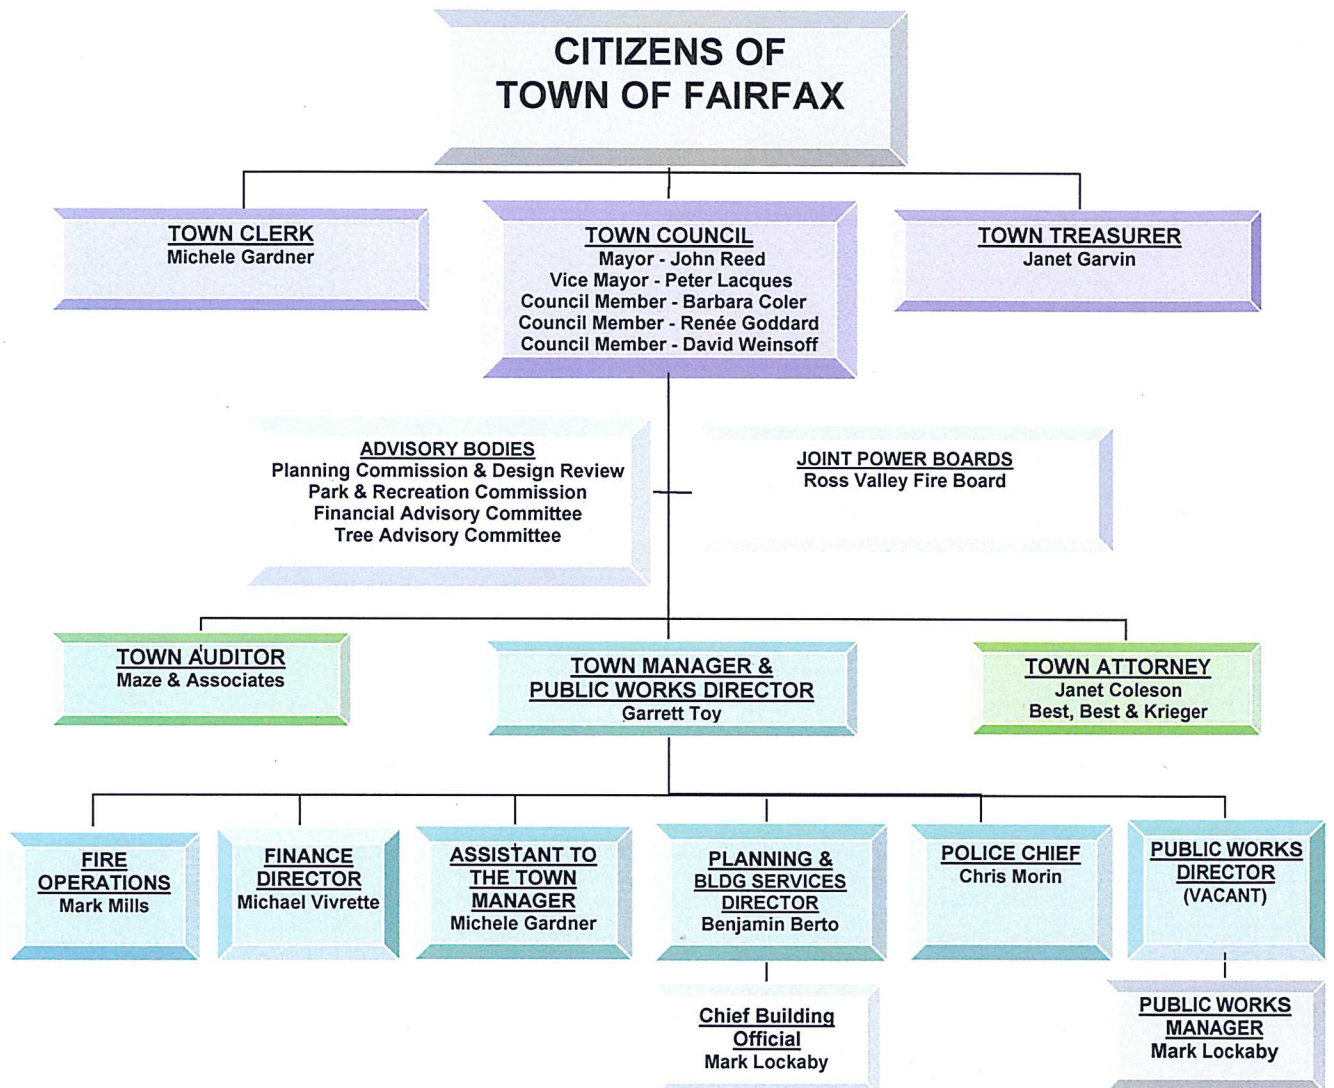 CITIZENS OF
TOWN OF FAIRFAX
TOWN CLERK
Michele Gardner
TOWN COUNCIL
Mayor - John Reed
Vice Mayor - Peter Lacques
Council Member - Barbara Coler
Council Member - Renée Goddard
Council Member - David Weinsoff
TOWN TREASURER
Janet Garvin
ADVISORY BODIES
Planning Commission & Design Review
Park & Recreation Commission
Financial Advisory Committee
Tree Advisory Committee
JOINT POWER BOARDS
Ross Valley Fire Board
TOWN AUDITOR
Maze & Associates
TOWN MANAGER &
PUBLIC WORKS DIRECTOR
Garrett Toy
TOWN ATTORNEY
Janet Coleson
Best, Best & Krieger
FIRE
OPERATIONS
Mark Mills
FINANCE
DIRECTOR
Michael Vivrette
ASSISTANT TO
THE TOWN
MANAGER
Michele Gardner
PLANNING &
BLDG SERVICES
DIRECTOR
Benjamin Berto
POLICE CHIEF
Chris Morin
PUBLIC WORKS
DIRECTOR
(VACANT)
Chief Building
Official
Mark Lockaby
PUBLIC WORKS
MANAGER
Mark Lockaby